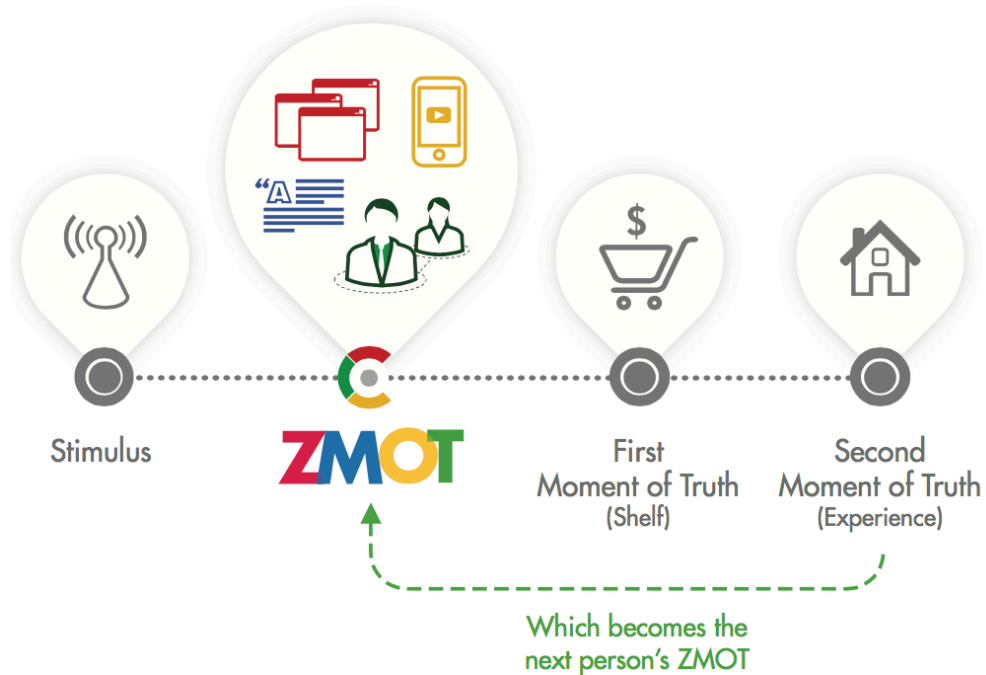 “A
$
Stimulus
ZMOT
First
Moment of Truth
(Shelf)
Second
Moment of Truth
(Experience)
Which becomes the
next person’s ZMOT